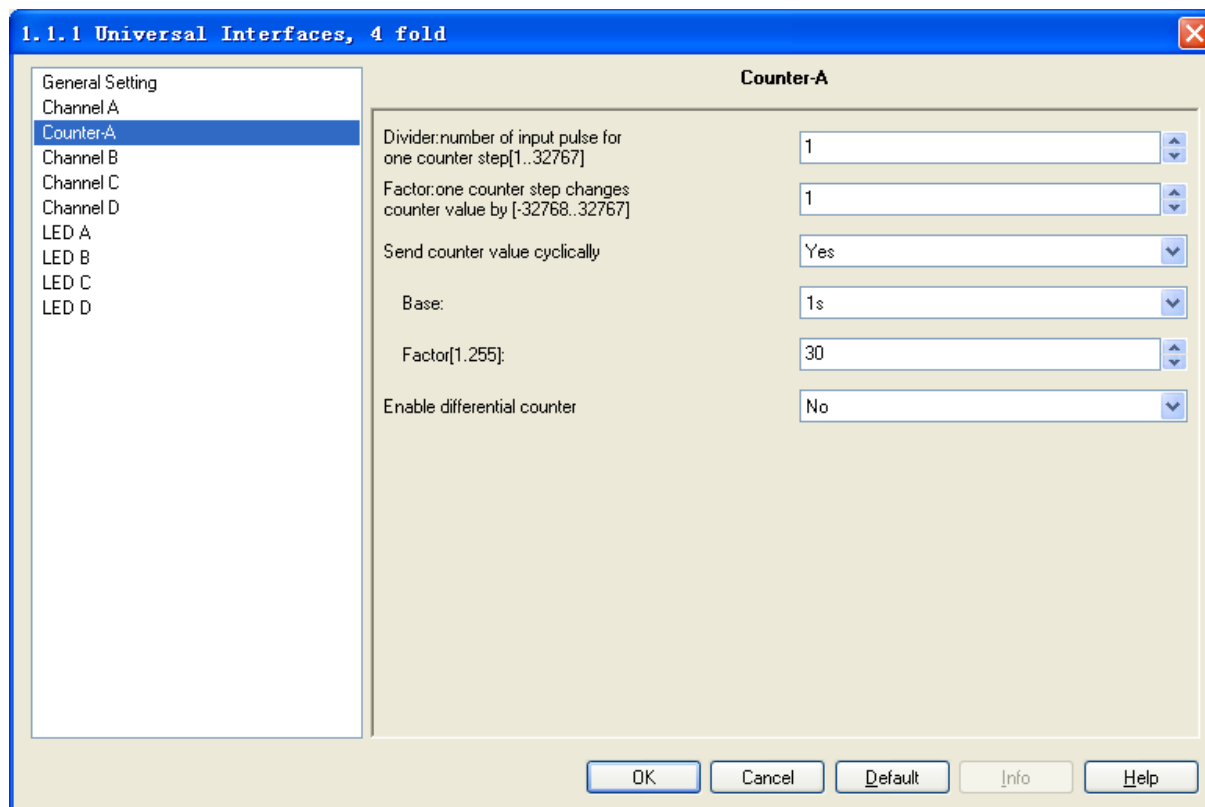 1.1.1 Universal Interfaces, 4 fold
General Setting
Channel A
Counter-A
Channel B
Channel C
Channel D
LED A
LED B
LED C
LED D
Counter-A
Divider:number of input pulse for
one counter step[1..32767]
1
Factor:one counter step changes
counter value by [-32768..32767]
1
Send counter value cyclically
Yes
Base:
1s
Factor[1.255]:
30
Enable differential counter
No
OK
Cancel
Default
Info
Help